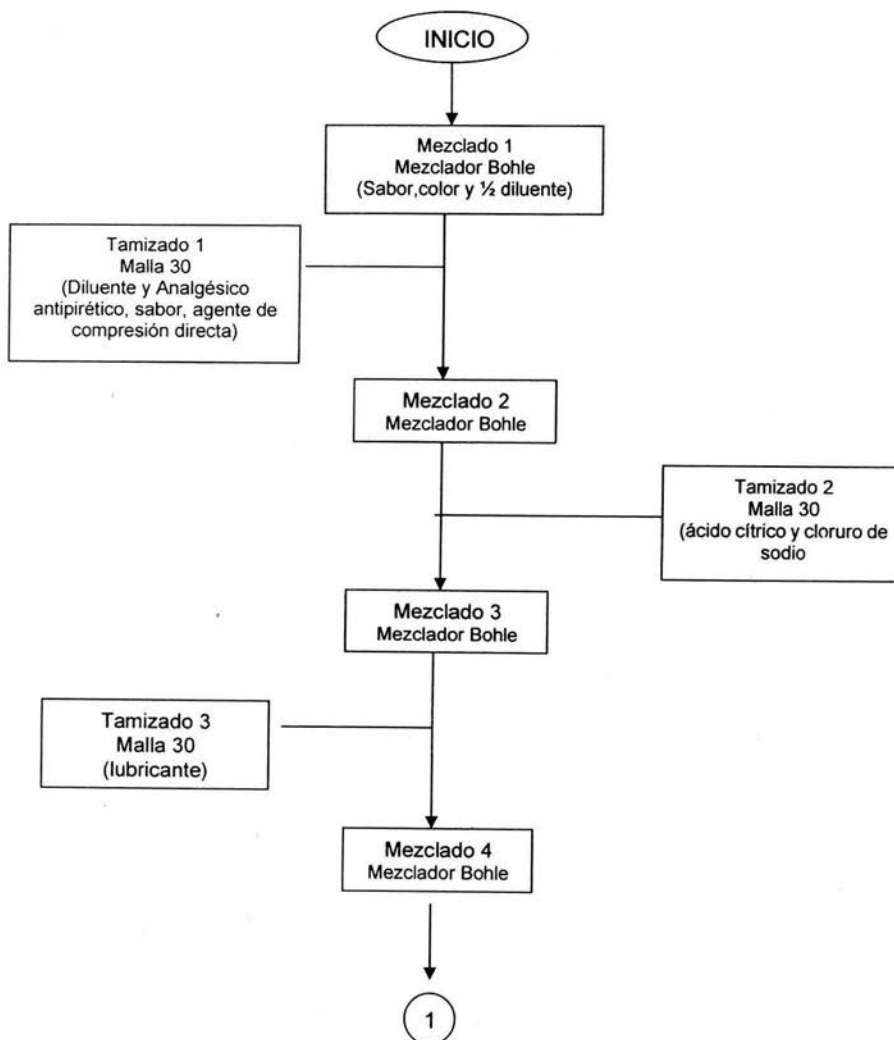 INICIO
Mezclado 1
Mezclador Bohle
(Sabor,color y ½ diluente)
Tamizado 1
Malla 30
(Diluente y Analgésico
antipirético, sabor, agente de
compresión directa)
Mezclado 2
Mezclador Bohle
Tamizado 2
Malla 30
(ácido cítrico y cloruro de
sodio
Mezclado 3
Mezclador Bohle
Tamizado 3
Malla 30
(lubricante)
Mezclado 4
Mezclador Bohle
1